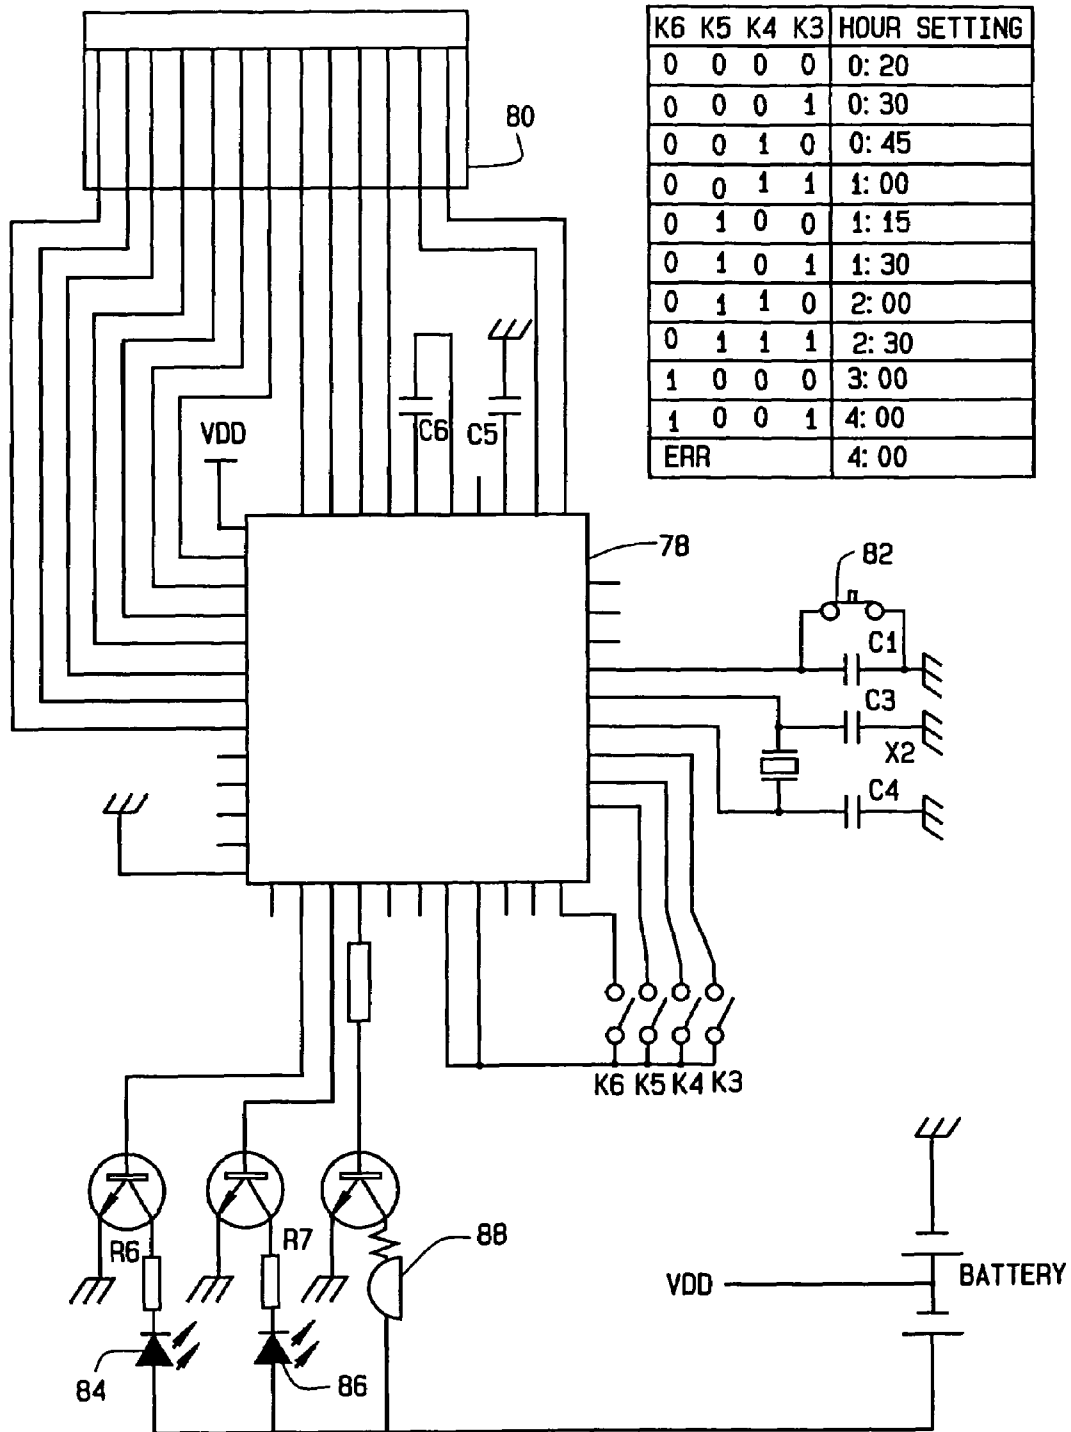 K6 K5 K4 K3 HOUR SETTING
0 0 0 0 0:20
0 0 0 1 0:30
0 0 1 0 0:45
0 0 1 1 1:00
0 1 0 0 1:15
0 1 0 1 1:30
0 1 1 0 2:00
0 1 1 1 2:30
1 0 0 0 3:00
1 0 0 1 4:00
ERR 4:00
80
VDD
C6
C5
78
82
C1
C3
X2
C4
K6 K5 K4 K3
R6
R7
88
VDD
BATTERY
84
86